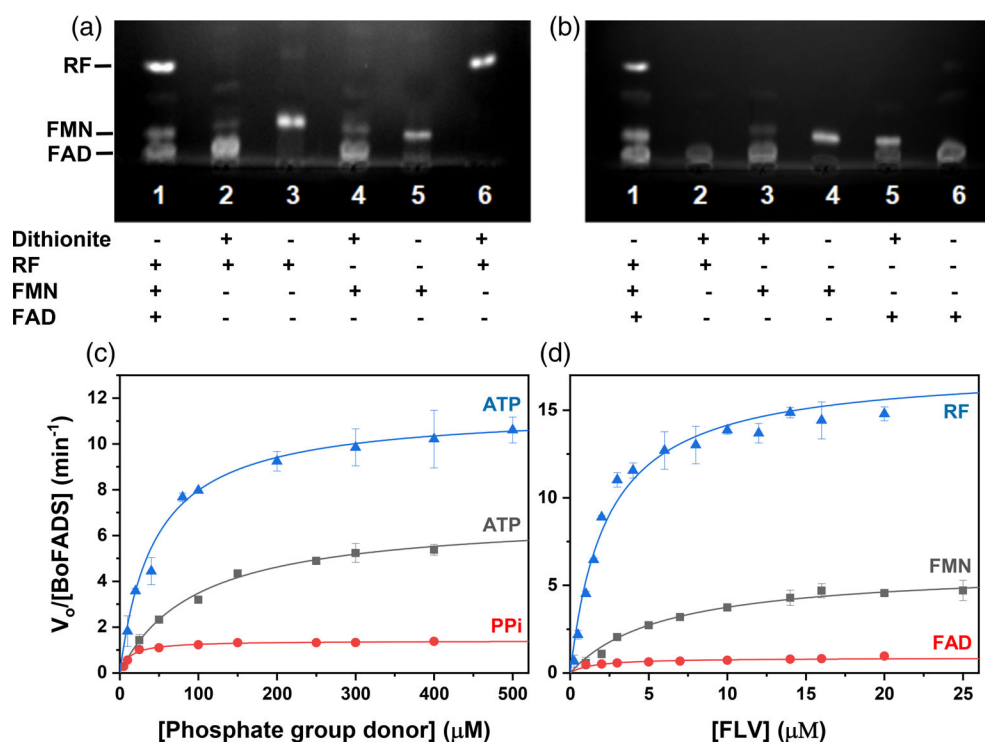 (a) (b)
RF
FMN
FAD
1 2 3 4 5 6 1 2 3 4 5 6
Dithionite - + - + - + - + + - + -
RF + + + - - + + + - - - -
FMN + - - + + - + - + + - -
FAD + - - - - - + - - - + +
(c) (d)
V₀/[BoFADS] (min⁻¹)
12
10
8
6
4
2
0
0 100 200 300 400 500
ATP
ATP
PPi
[Phosphate group donor] (μM)
15
10
5
0
0 5 10 15 20 25
RF
FMN
FAD
[FLV] (μM)